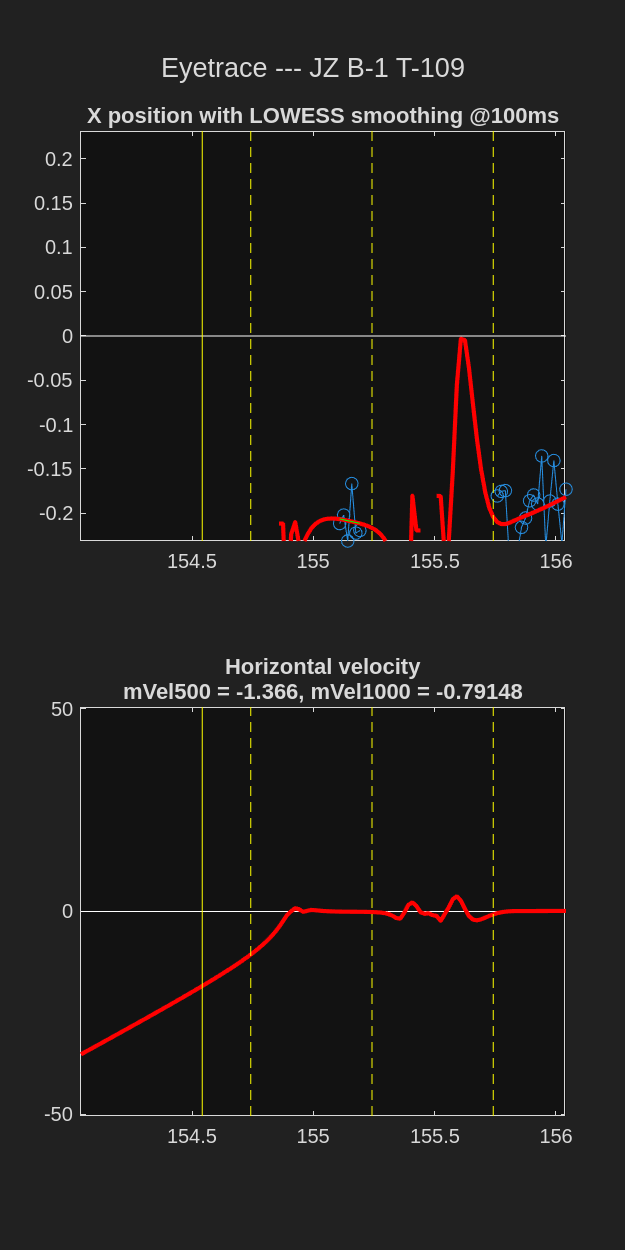 Eyetrace --- JZ B-1 T-109
X position with LOWESS smoothing @100ms
0.2
0.15
0.1
0.05
0
-0.05
-0.1
-0.15
-0.2
154.5 155 155.5 156
Horizontal velocity
mVel500 = -1.366, mVel1000 = -0.79148
50
0
-50
154.5 155 155.5 156